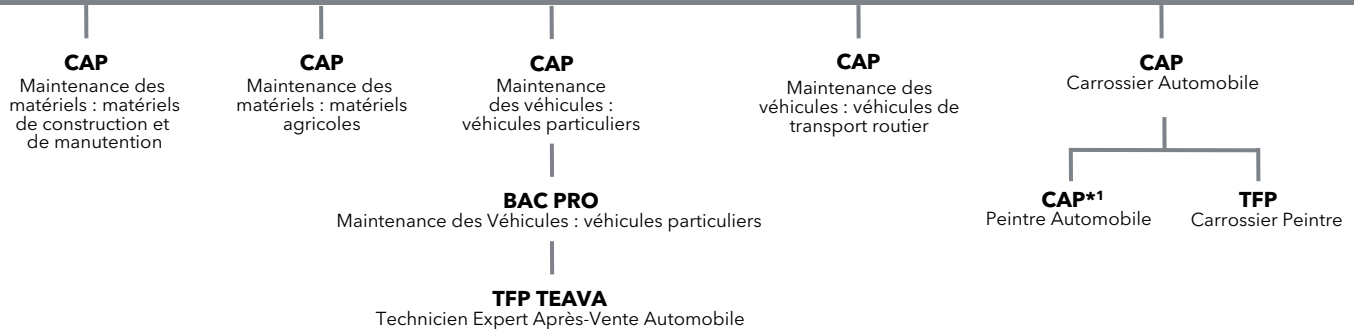 CAP
Maintenance des
matériels : matériels
de construction et
de manutention
CAP
Maintenance des
matériels : matériels
agricoles
CAP
Maintenance
des véhicules :
véhicules particuliers
CAP
Maintenance des
véhicules : véhicules de
transport routier
CAP
Carrossier Automobile
BAC PRO
Maintenance des Véhicules : véhicules particuliers
CAP*¹
Peintre Automobile
TFP
Carrossier Peintre
TFP TEAVA
Technicien Expert Après-Vente Automobile